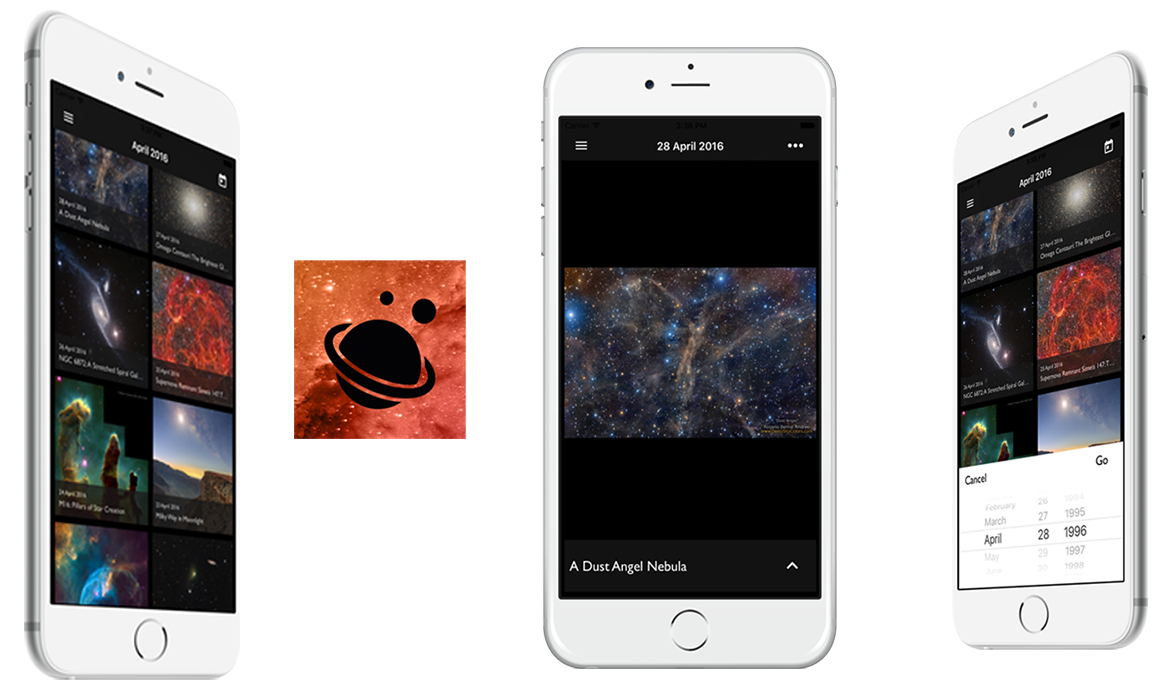 April 2016
28 April 2016
A Dust Angel Nebula
27 April 2016
Omega Centauri: The Brightest Gl...
26 April 2016
NGC 6872: A Stretched Spiral Gal...
25 April 2016
Supernova Remnant Simeis 147: T...
24 April 2016
M16: Pillars of Star Creation
23 April 2016
Milky Way in Moonlight
28 April 2016
A Dust Angel Nebula
April 2016
28 April 2016
A Dust Angel Nebula
27 April 2016
Omega Centauri: The Brightest Gl...
26 April 2016
NGC 6872: A Stretched Spiral Gal...
25 April 2016
Supernova Remnant Simeis 147: T...
Cancel
Go
February 26 1994
March 27 1995
April 28 1996
May 29 1997
June 30 1998